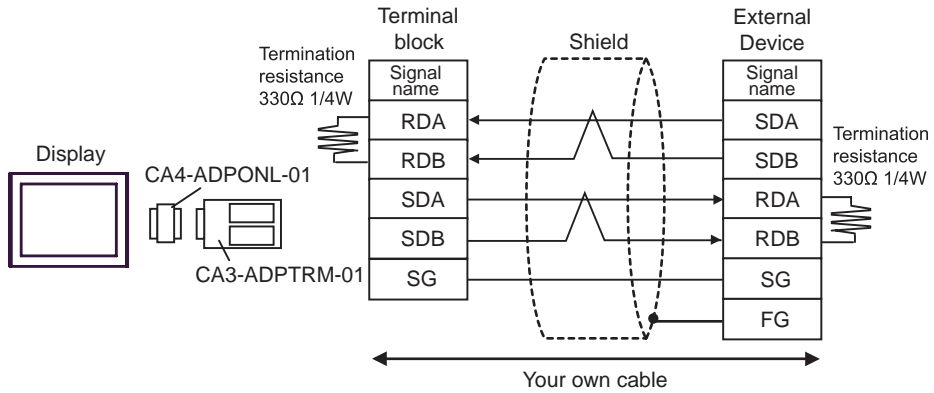 Terminal
block
Shield
External
Device
Termination
resistance
330Ω 1/4W
Signal
name
RDA
RDB
SDA
SDB
SG
Signal
name
SDA
SDB
RDA
RDB
SG
FG
Termination
resistance
330Ω 1/4W
Display
CA4-ADPONL-01
CA3-ADPTRM-01
Your own cable